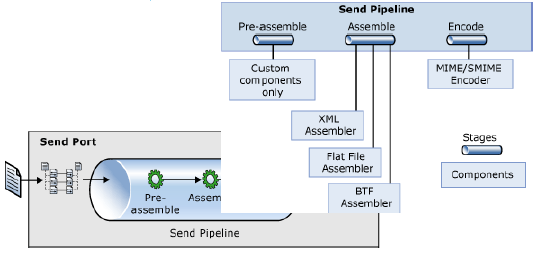 Send Pipeline
Pre-assemble
Assemble
Encode
Custom
components
only
MIME/SMIME
Encoder
XML
Assembler
Flat File
Assembler
BTF
Assembler
Stages
Components
Send Port
Pre-
assemble
Assem
Send Pipeline